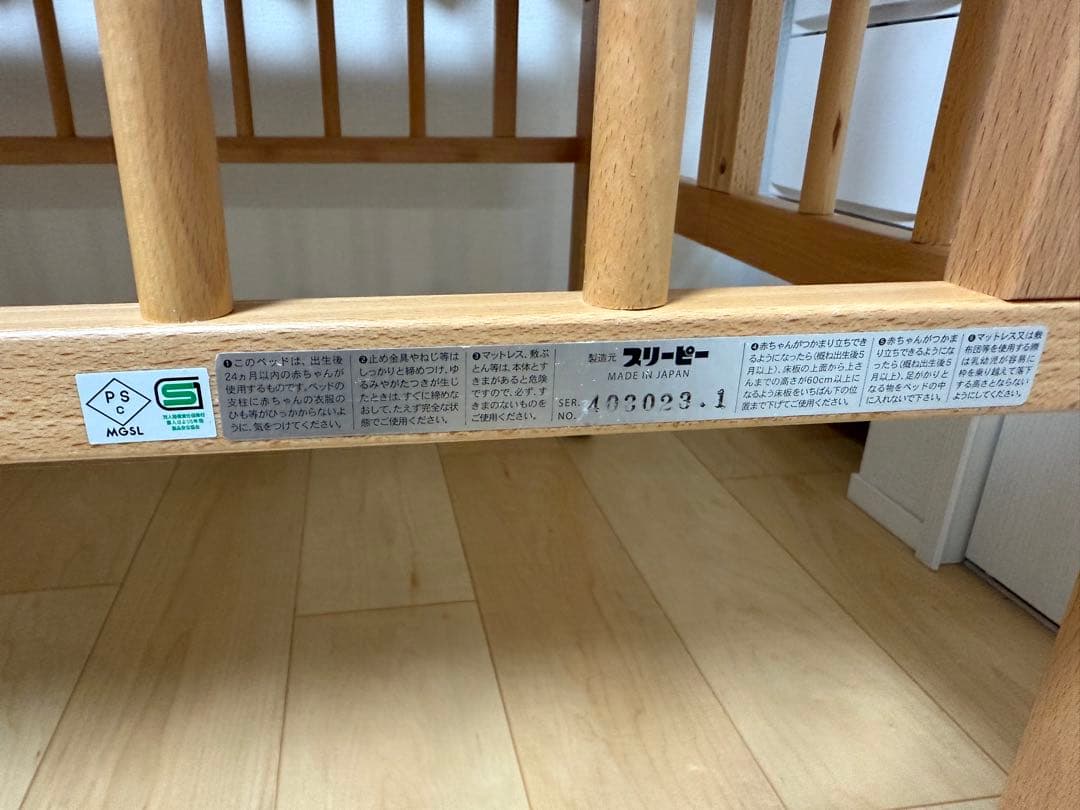 PS
C
MGSL
❶このベッドは、出生後
24ヵ月以内の赤ちゃんが
使用するものです。ベッドの
支柱に赤ちゃんの衣服の
ひも等がひっかからないよ
うに、気をつけてください。
❷止め金具やねじ等は
しっかりと締めつけ、ゆ
るみやがたつきが生じ
たときは、すぐに締めな
おして、たえず完全な状
態でご使用ください。
❸マットレス、敷ぶ
とん等は、本体とす
きまがあると危険
ですので、必ず、す
きまのないものを
ご使用ください。
製造元 スリーピー
MADE IN JAPAN
SER.
NO. 403023.1
❹赤ちゃんがつかまり立ちでき
るようになったら(概ね出生後5
月以上)、床板の上面から上さ
んまでの高さが60cm以上に
なるよう床板をいちばん下の位
置まで下げてご使用ください。
❺赤ちゃんがつかま
り立ちできるようにな
ったら(概ね出生後5
月以上)、足がかりと
なる物をベッドの中
に入れないで下さい。
❻マットレス又は敷
布団等を使用する際
は乳幼児が容易に
枠を乗り越えて落下
する高さとならない
ようにしてください。